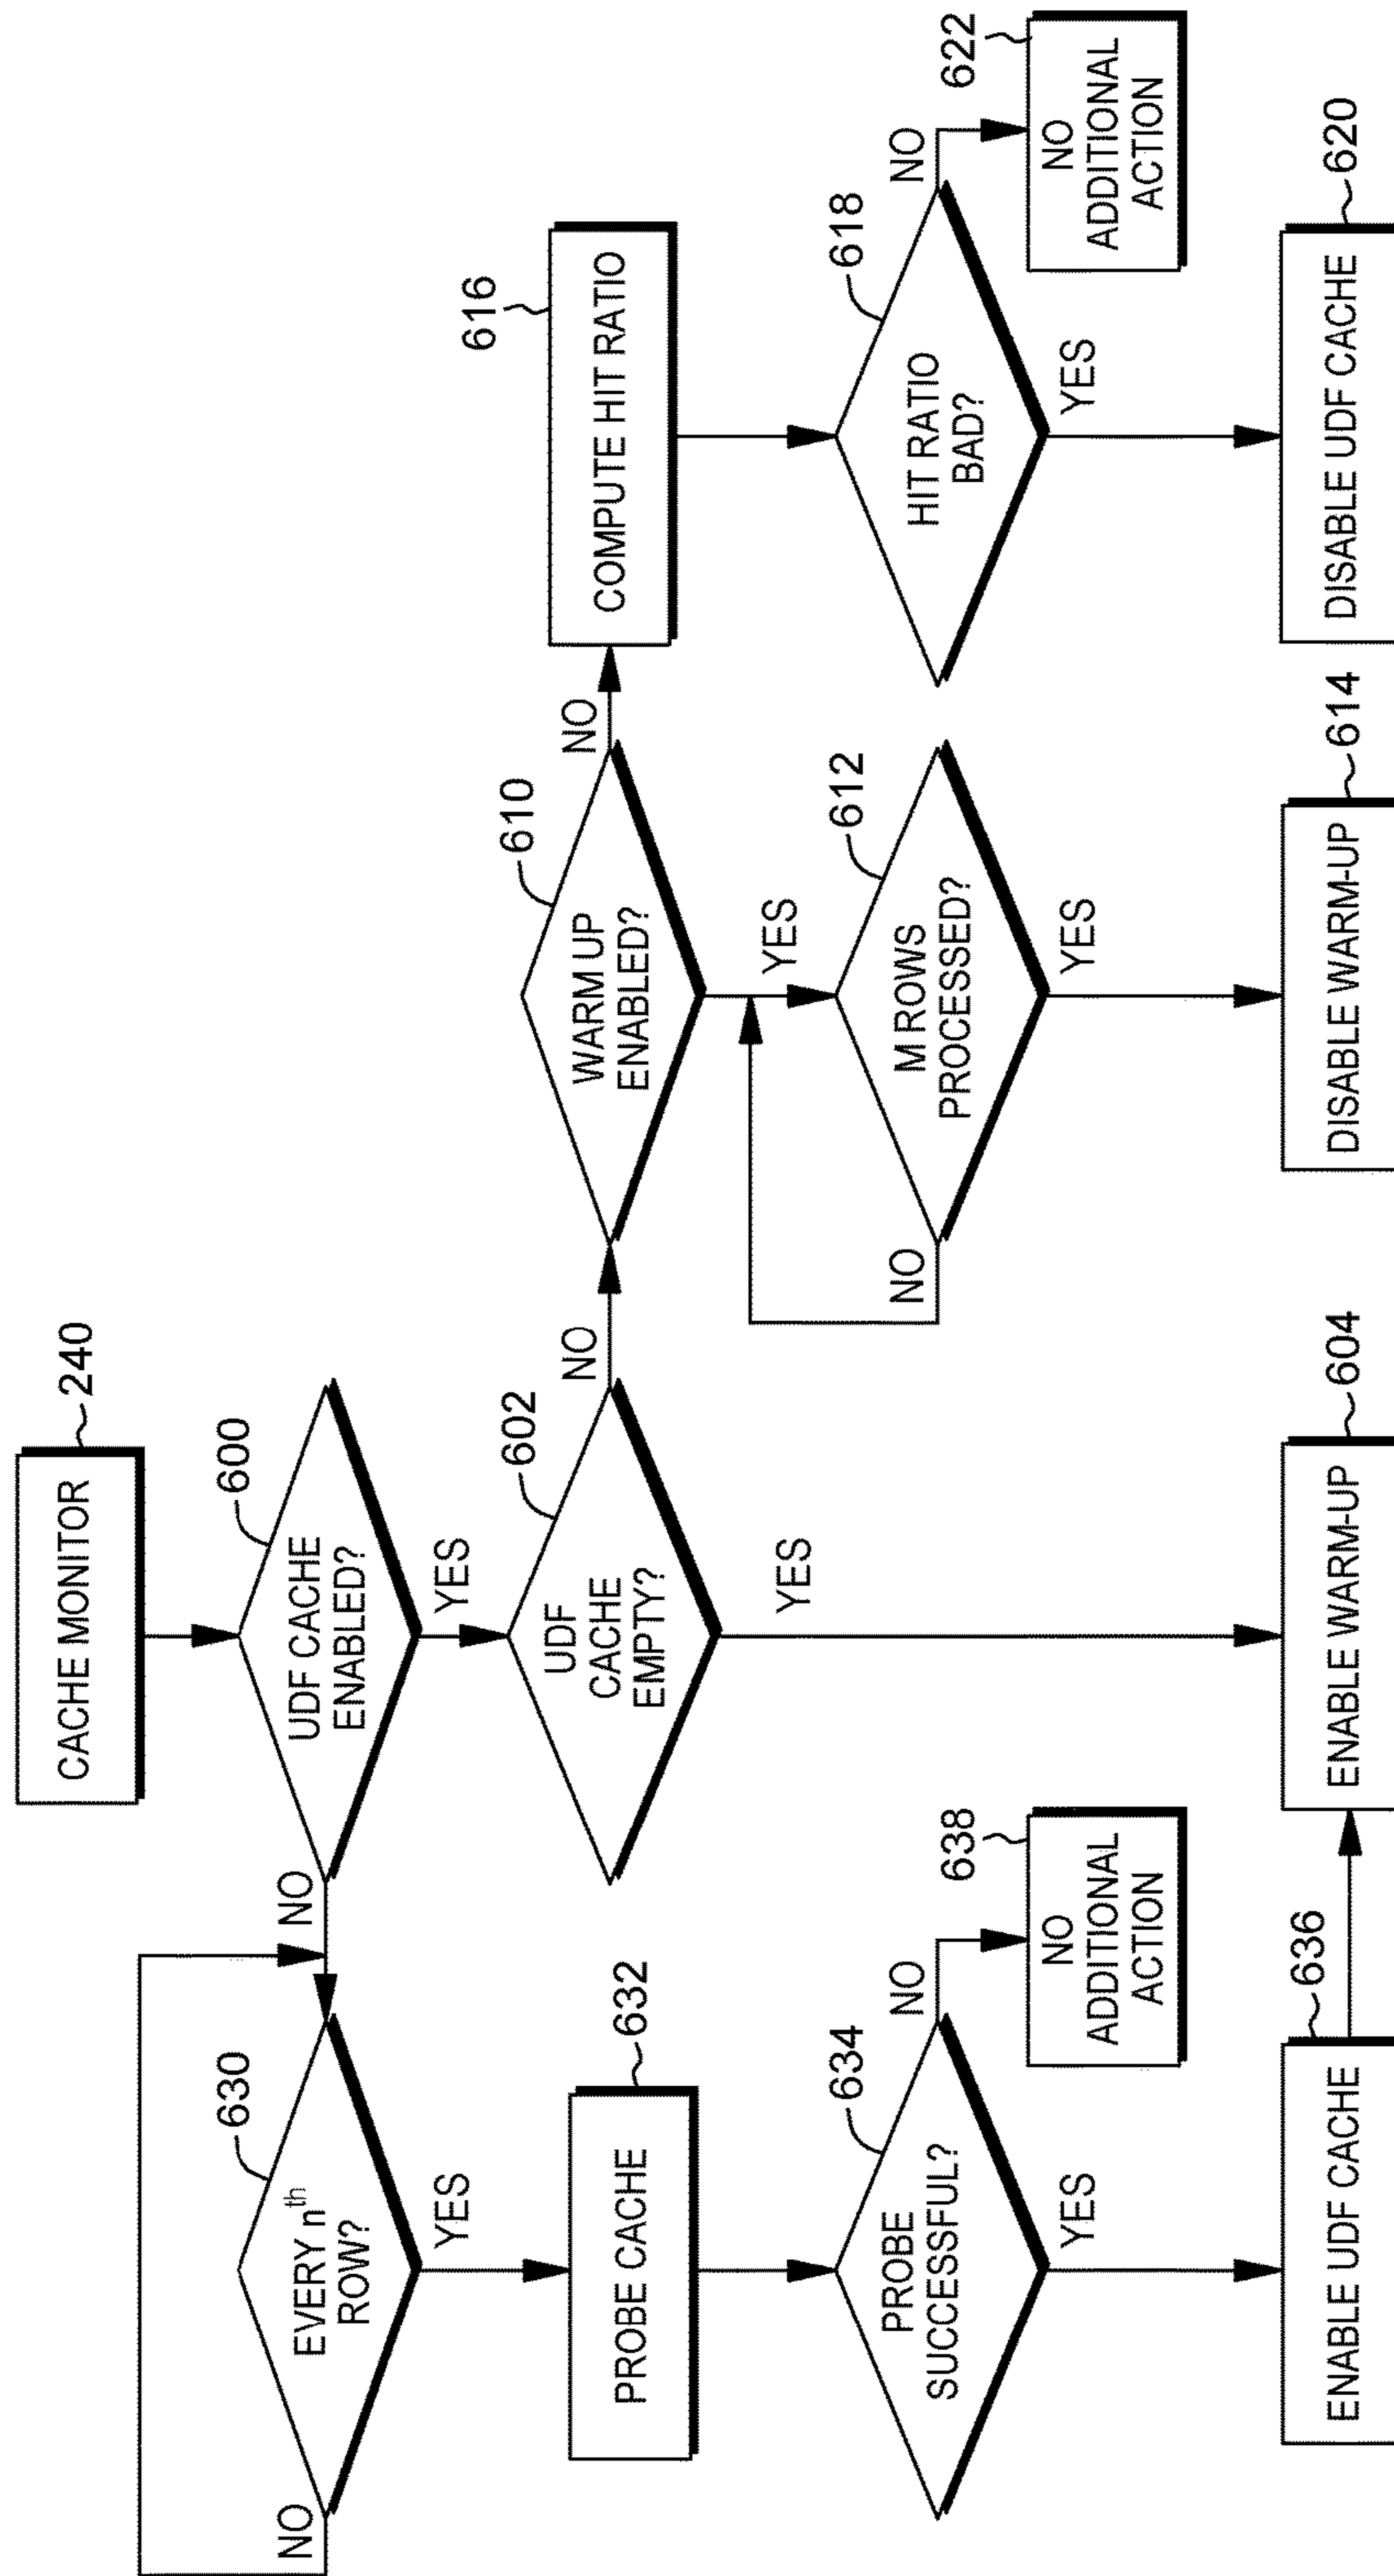 CACHE MONITOR
240
600
UDF CACHE
ENABLED?
NO
YES
630
EVERY nth
ROW?
NO
YES
602
UDF
CACHE
EMPTY?
NO
YES
610
WARM UP
ENABLED?
NO
YES
616
COMPUTE HIT RATIO
632
PROBE CACHE
634
PROBE
SUCCESSFUL?
NO
YES
638
NO
ADDITIONAL
ACTION
612
M ROWS
PROCESSED?
NO
YES
618
HIT RATIO
BAD?
NO
YES
622
NO
ADDITIONAL
ACTION
636
ENABLE UDF CACHE
604
ENABLE WARM-UP
614
DISABLE WARM-UP
620
DISABLE UDF CACHE